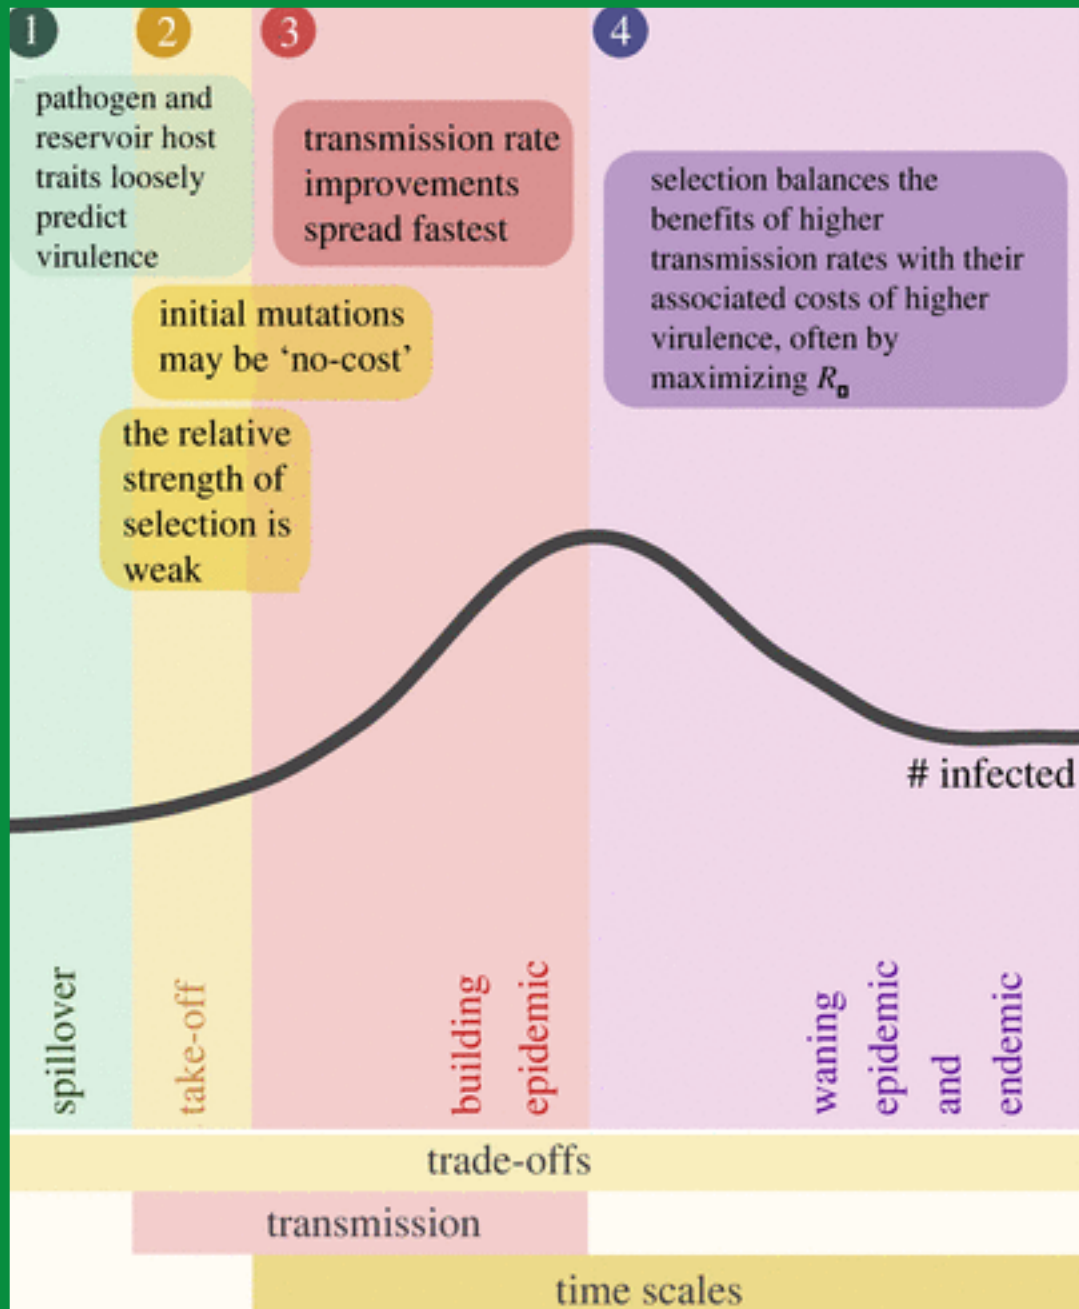 1
2
3
4
pathogen and
reservoir host
traits loosely
predict
virulence
transmission rate
improvements
spread fastest
selection balances the
benefits of higher
transmission rates with their
associated costs of higher
virulence, often by
maximizing R₀
initial mutations
may be ‘no-cost’
the relative
strength of
selection is
weak
# infected
spillover
take-off
building
epidemic
waning
epidemic
and
endemic
trade-offs
transmission
time scales